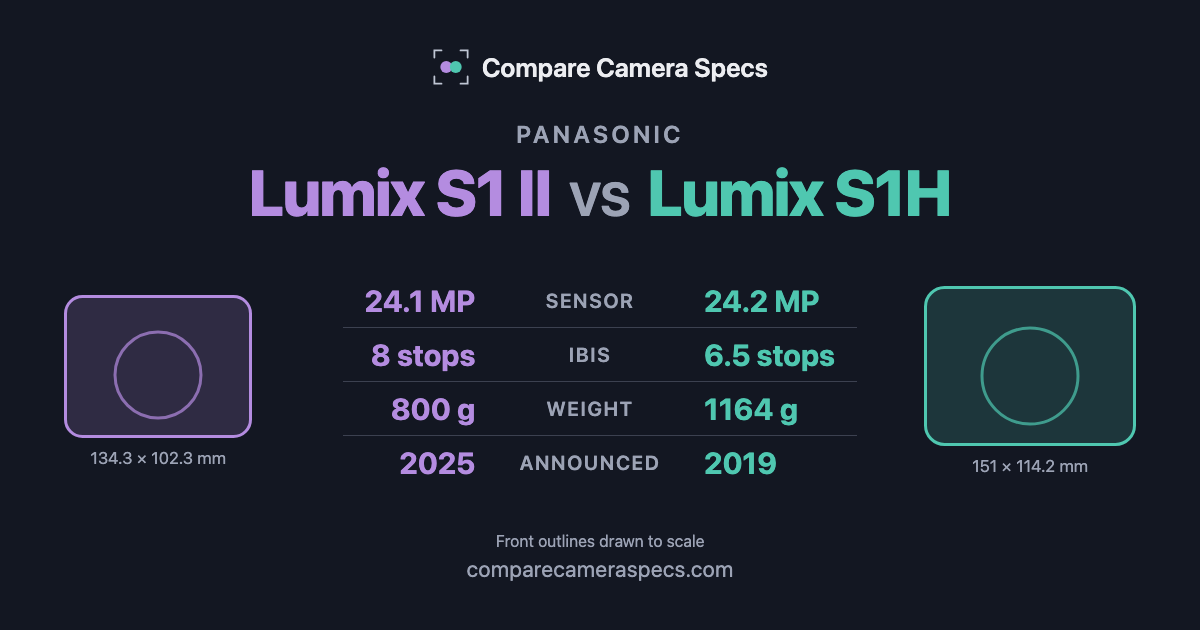 Compare Camera Specs
PANASONIC
Lumix S1 II vs Lumix S1H
24.1 MP SENSOR 24.2 MP
8 stops IBIS 6.5 stops
800 g WEIGHT 1164 g
2025 ANNOUNCED 2019
134.3 × 102.3 mm
151 × 114.2 mm
Front outlines drawn to scale
comparecameraspecs.com